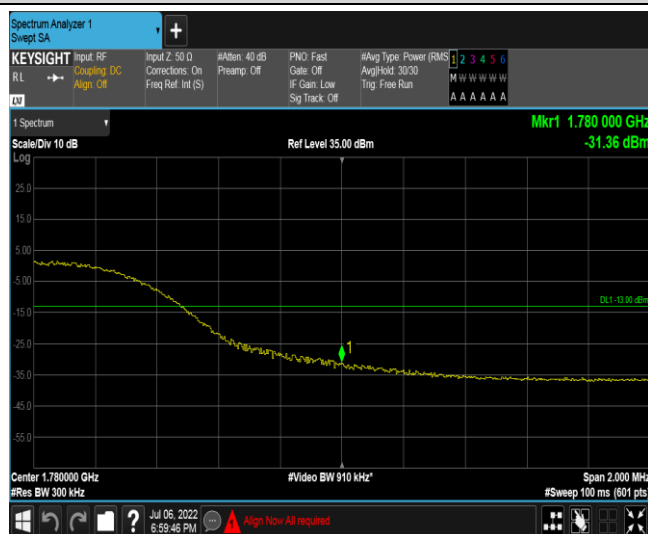 Spectrum Analyzer 1
Swept SA
+
KEYSIGHT
RL
LXI
Input: RF
Coupling: DC
Align: Off
Input Z: 50 Ω
Corrections: On
Freq Ref: Int (S)
#Atten: 40 dB
Preamp: Off
PNO: Fast
Gate: Off
IF Gain: Low
Sig Track: Off
#Avg Type: Power (RMS
Avg|Hold: 30/30
Trig: Free Run
1 2 3 4 5 6
M W W W W W
A A A A A A
1 Spectrum
Scale/Div 10 dB
Ref Level 35.00 dBm
Mkr1 1.780 000 GHz
-31.36 dBm
Log
25.0
15.0
5.00
-5.00
DL1 -13.00 dBm
-15.0
-25.0
1
-35.0
-45.0
-55.0
Center 1.780000 GHz
#Video BW 910 kHz*
Span 2.000 MHz
#Res BW 300 kHz
#Sweep 100 ms (601 pts)
?
Jul 06, 2022
6:59:46 PM
Align Now All required